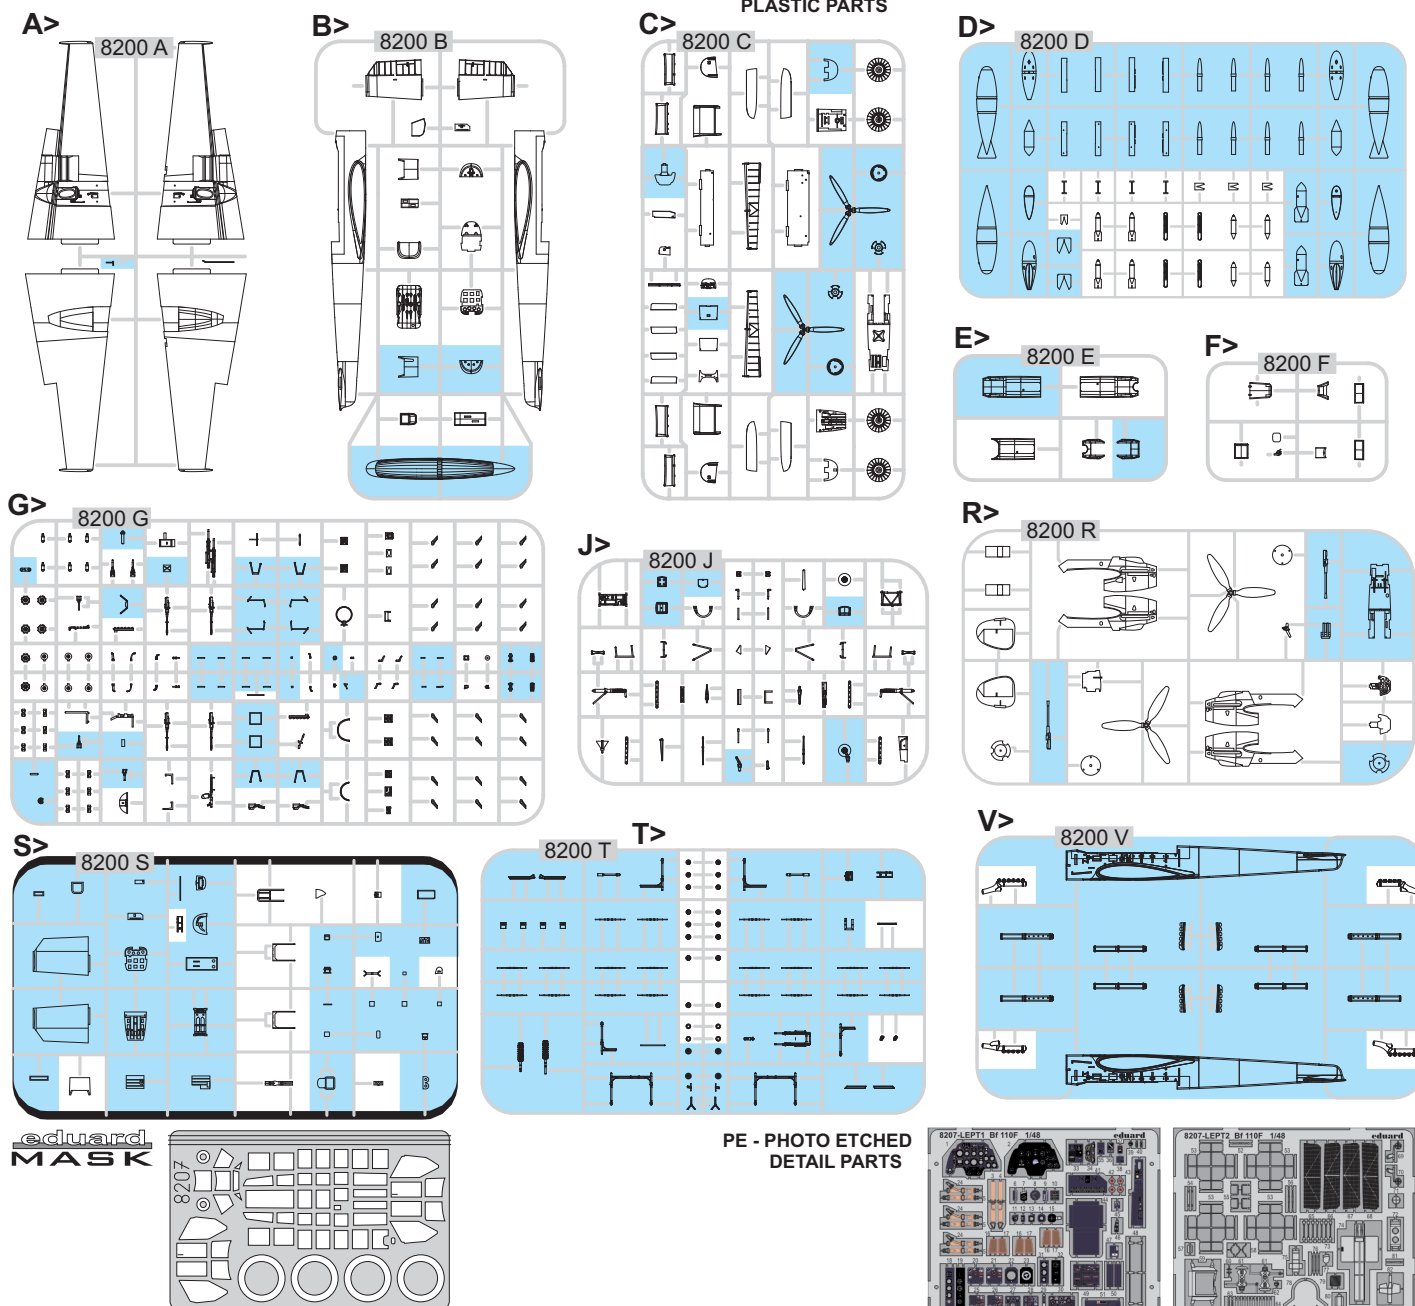 PLASTIC PARTS
A>
8200 A
B>
8200 B
C>
8200 C
D>
8200 D
E>
8200 E
F>
8200 F
G>
8200 G
J>
8200 J
R>
8200 R
S>
8200 S
T>
8200 T
V>
8200 V
eduard
MASK
8207
PE - PHOTO ETCHED
DETAIL PARTS
8207-LEPT1 Bf 110F 1/48
eduard
8207-LEPT2 Bf 110F 1/48
eduard